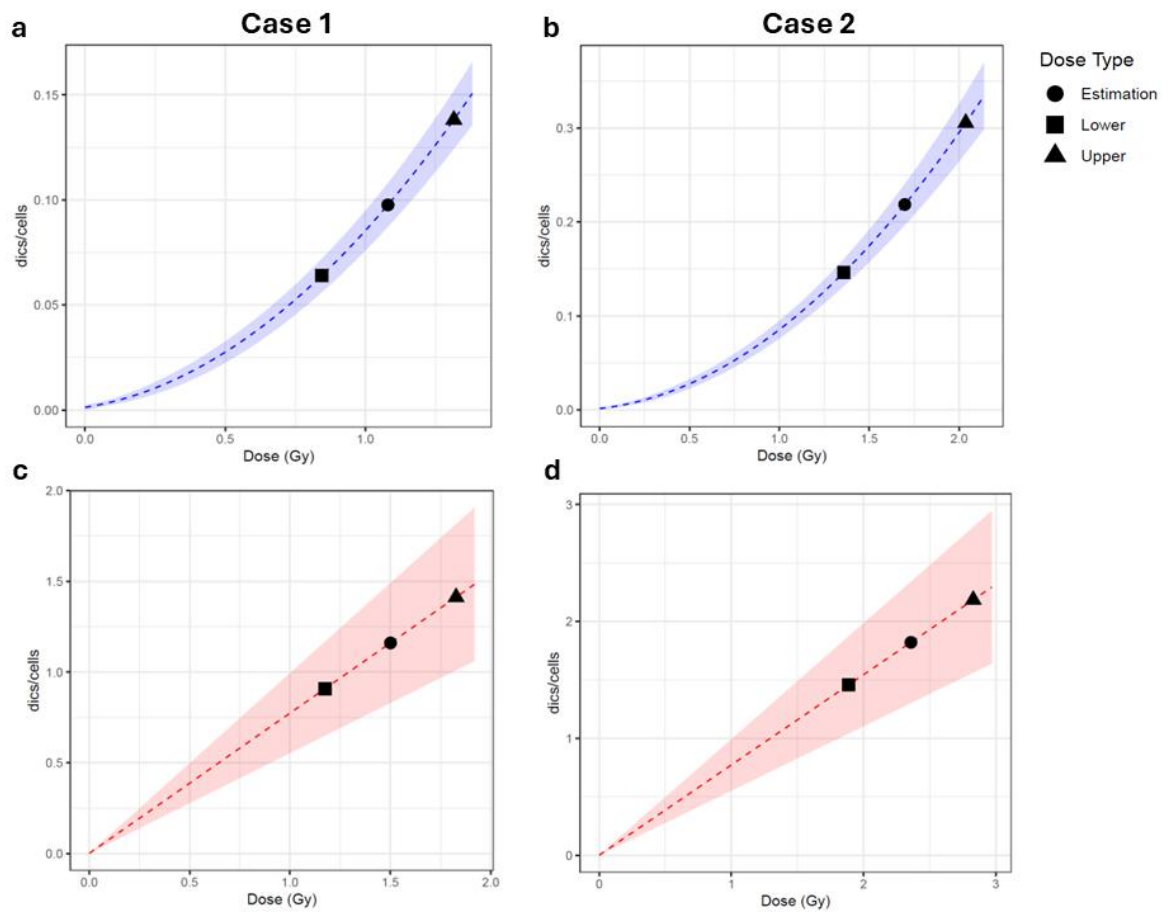 a
Case 1
b
Case 2
Dose Type
Estimation
Lower
Upper
dics/cells
0.15
0.10
0.05
0.00
0.0
0.5
1.0
Dose (Gy)
dics/cells
0.3
0.2
0.1
0.0
0.0
0.5
1.0
1.5
2.0
Dose (Gy)
c
dics/cells
2.0
1.5
1.0
0.5
0.0
0.0
0.5
1.0
1.5
2.0
Dose (Gy)
d
dics/cells
3
2
1
0
0
1
2
3
Dose (Gy)